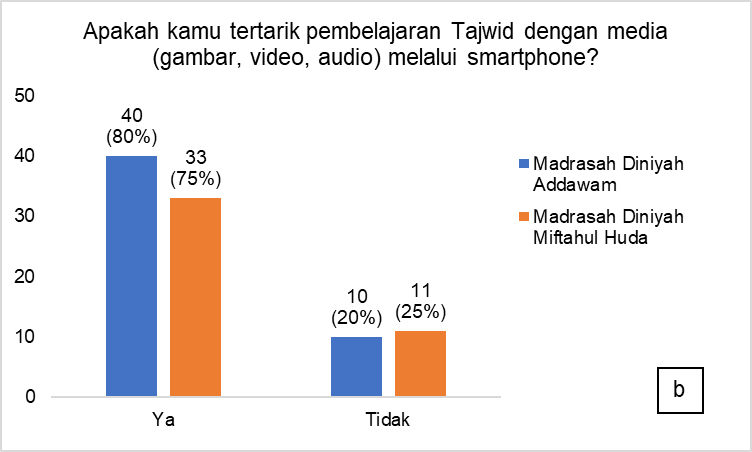 Apakah kamu tertarik pembelajaran Tajwid dengan media
(gambar, video, audio) melalui smartphone?
50
40
30
20
10
0
40
(80%)
33
(75%)
10
(20%)
11
(25%)
Ya
Tidak
Madrasah Diniyah
Addawam
Madrasah Diniyah
Miftahul Huda
b